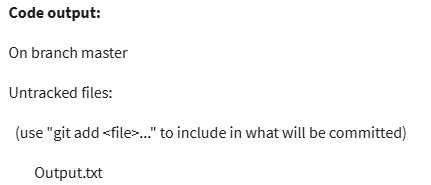 Code output:
On branch master
Untracked files:
(use "git add <file>..." to include in what will be committed)
Output.txt